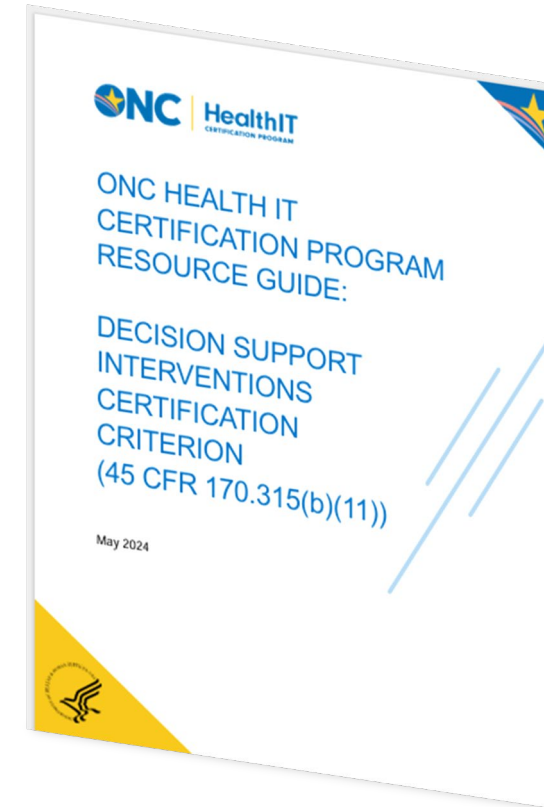 ONC
HealthIT
CERTIFICATION PROGRAM
ONC HEALTH IT
CERTIFICATION PROGRAM
RESOURCE GUIDE:
DECISION SUPPORT
INTERVENTIONS
CERTIFICATION
CRITERION
(45 CFR 170.315(b)(11))
May 2024